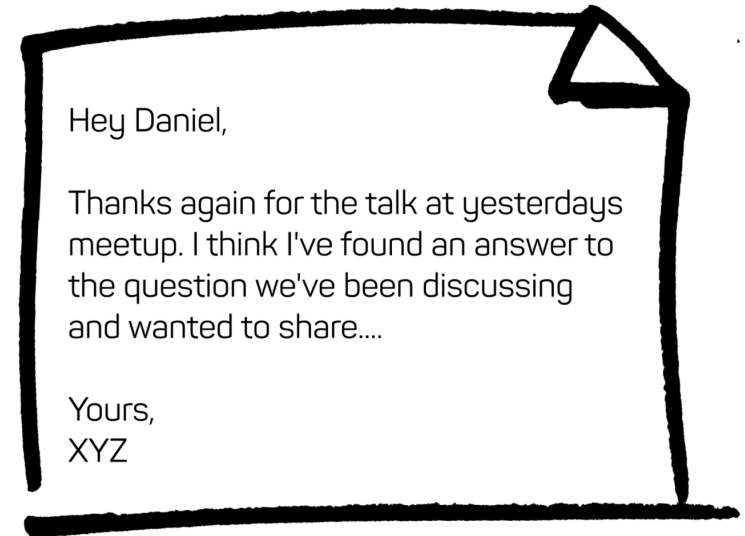 Hey Daniel,
Thanks again for the talk at yesterdays
meetup. I think I've found an answer to
the question we've been discussing
and wanted to share....
Yours,
XYZ